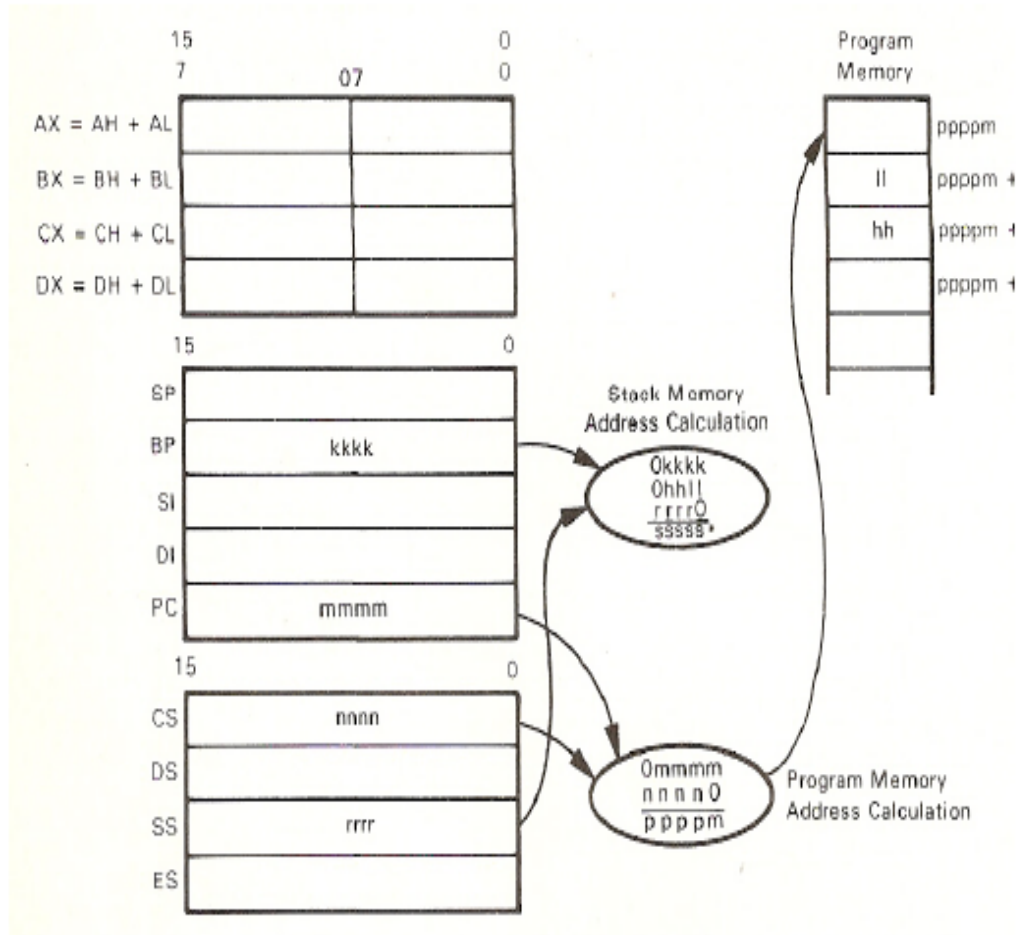 15 0
7 07 0
AX = AH + AL
BX = BH + BL
CX = CH + CL
DX = DH + DL
15 0
SP
BP kkkk
SI
DI
PC mmmm
15 0
CS nnnn
DS
SS rrrr
ES
Stack Memory
Address Calculation
0kkkk
0hhll
rrrr0
sssss*
0mmmm
nnnn0
ppppm
Program Memory
Address Calculation
Program
Memory
ppppm
ll ppppm +
hh ppppm +
ppppm +